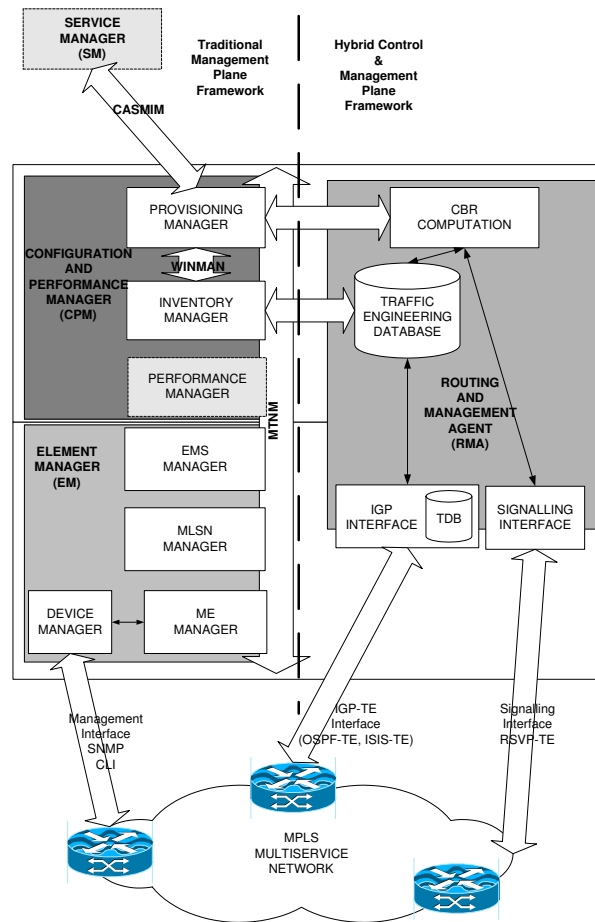 SERVICE
MANAGER
(SM)
Traditional
Management
Plane
Framework
Hybrid Control
&
Management
Plane
Framework
CASMIM
PROVISIONING
MANAGER
CBR
COMPUTATION
CONFIGURATION
AND
PERFORMANCE
MANAGER
(CPM)
WINMAN
INVENTORY
MANAGER
TRAFFIC
ENGINEERING
DATABASE
PERFORMANCE
MANAGER
MTNM
ROUTING
AND
MANAGEMENT
AGENT
(RMA)
ELEMENT
MANAGER
(EM)
EMS
MANAGER
MLSN
MANAGER
IGP
INTERFACE
TDB
SIGNALLING
INTERFACE
DEVICE
MANAGER
ME
MANAGER
Management
Interface
SNMP
CLI
IGP-TE
Interface
(OSPF-TE, ISIS-TE)
Signalling
Interface
RSVP-TE
MPLS
MULTISERVICE
NETWORK